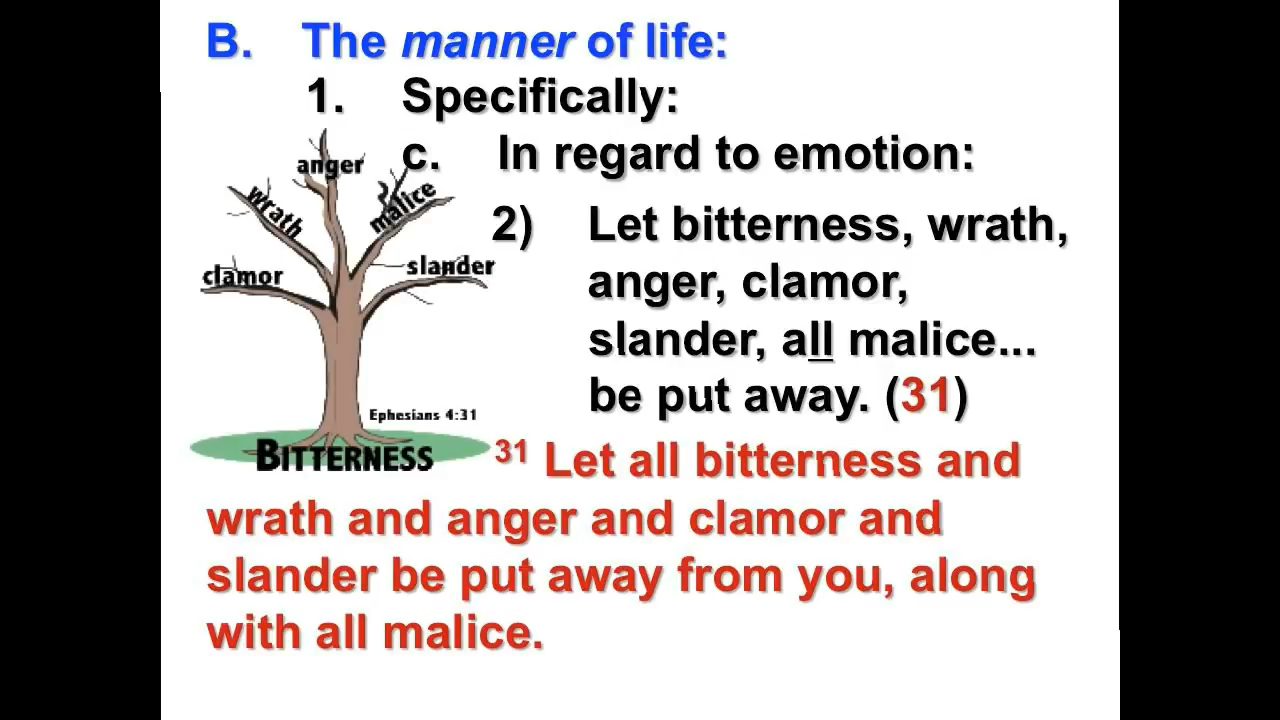 B. The manner of life:
1. Specifically:
c. In regard to emotion:
2) Let bitterness, wrath,
anger, clamor,
slander, all malice...
be put away. (31)
anger
wrath
malice
clamor
slander
Ephesians 4:31
BITTERNESS
31 Let all bitterness and
wrath and anger and clamor and
slander be put away from you, along
with all malice.